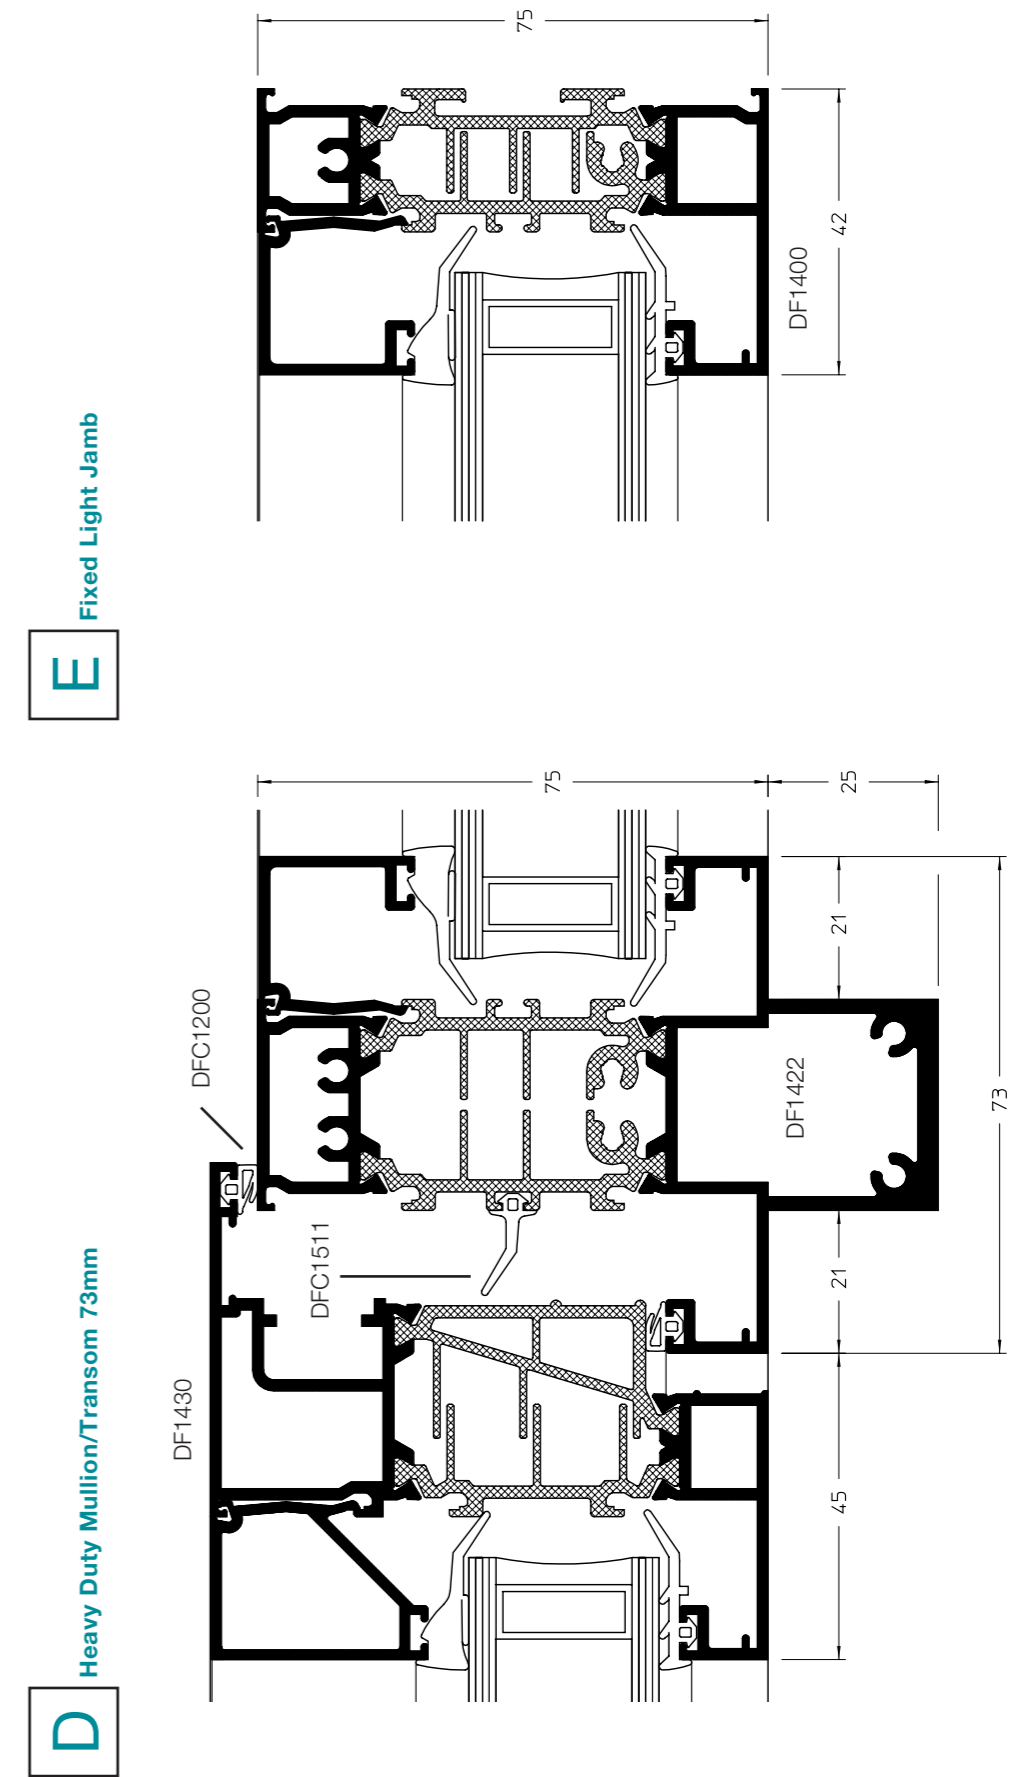 E
Fixed Light Jamb
75
42
DF1400
D
Heavy Duty Mullion/Transom 73mm
DF1430
DFC1511
DFC1200
DF1422
75
25
21
73
21
45